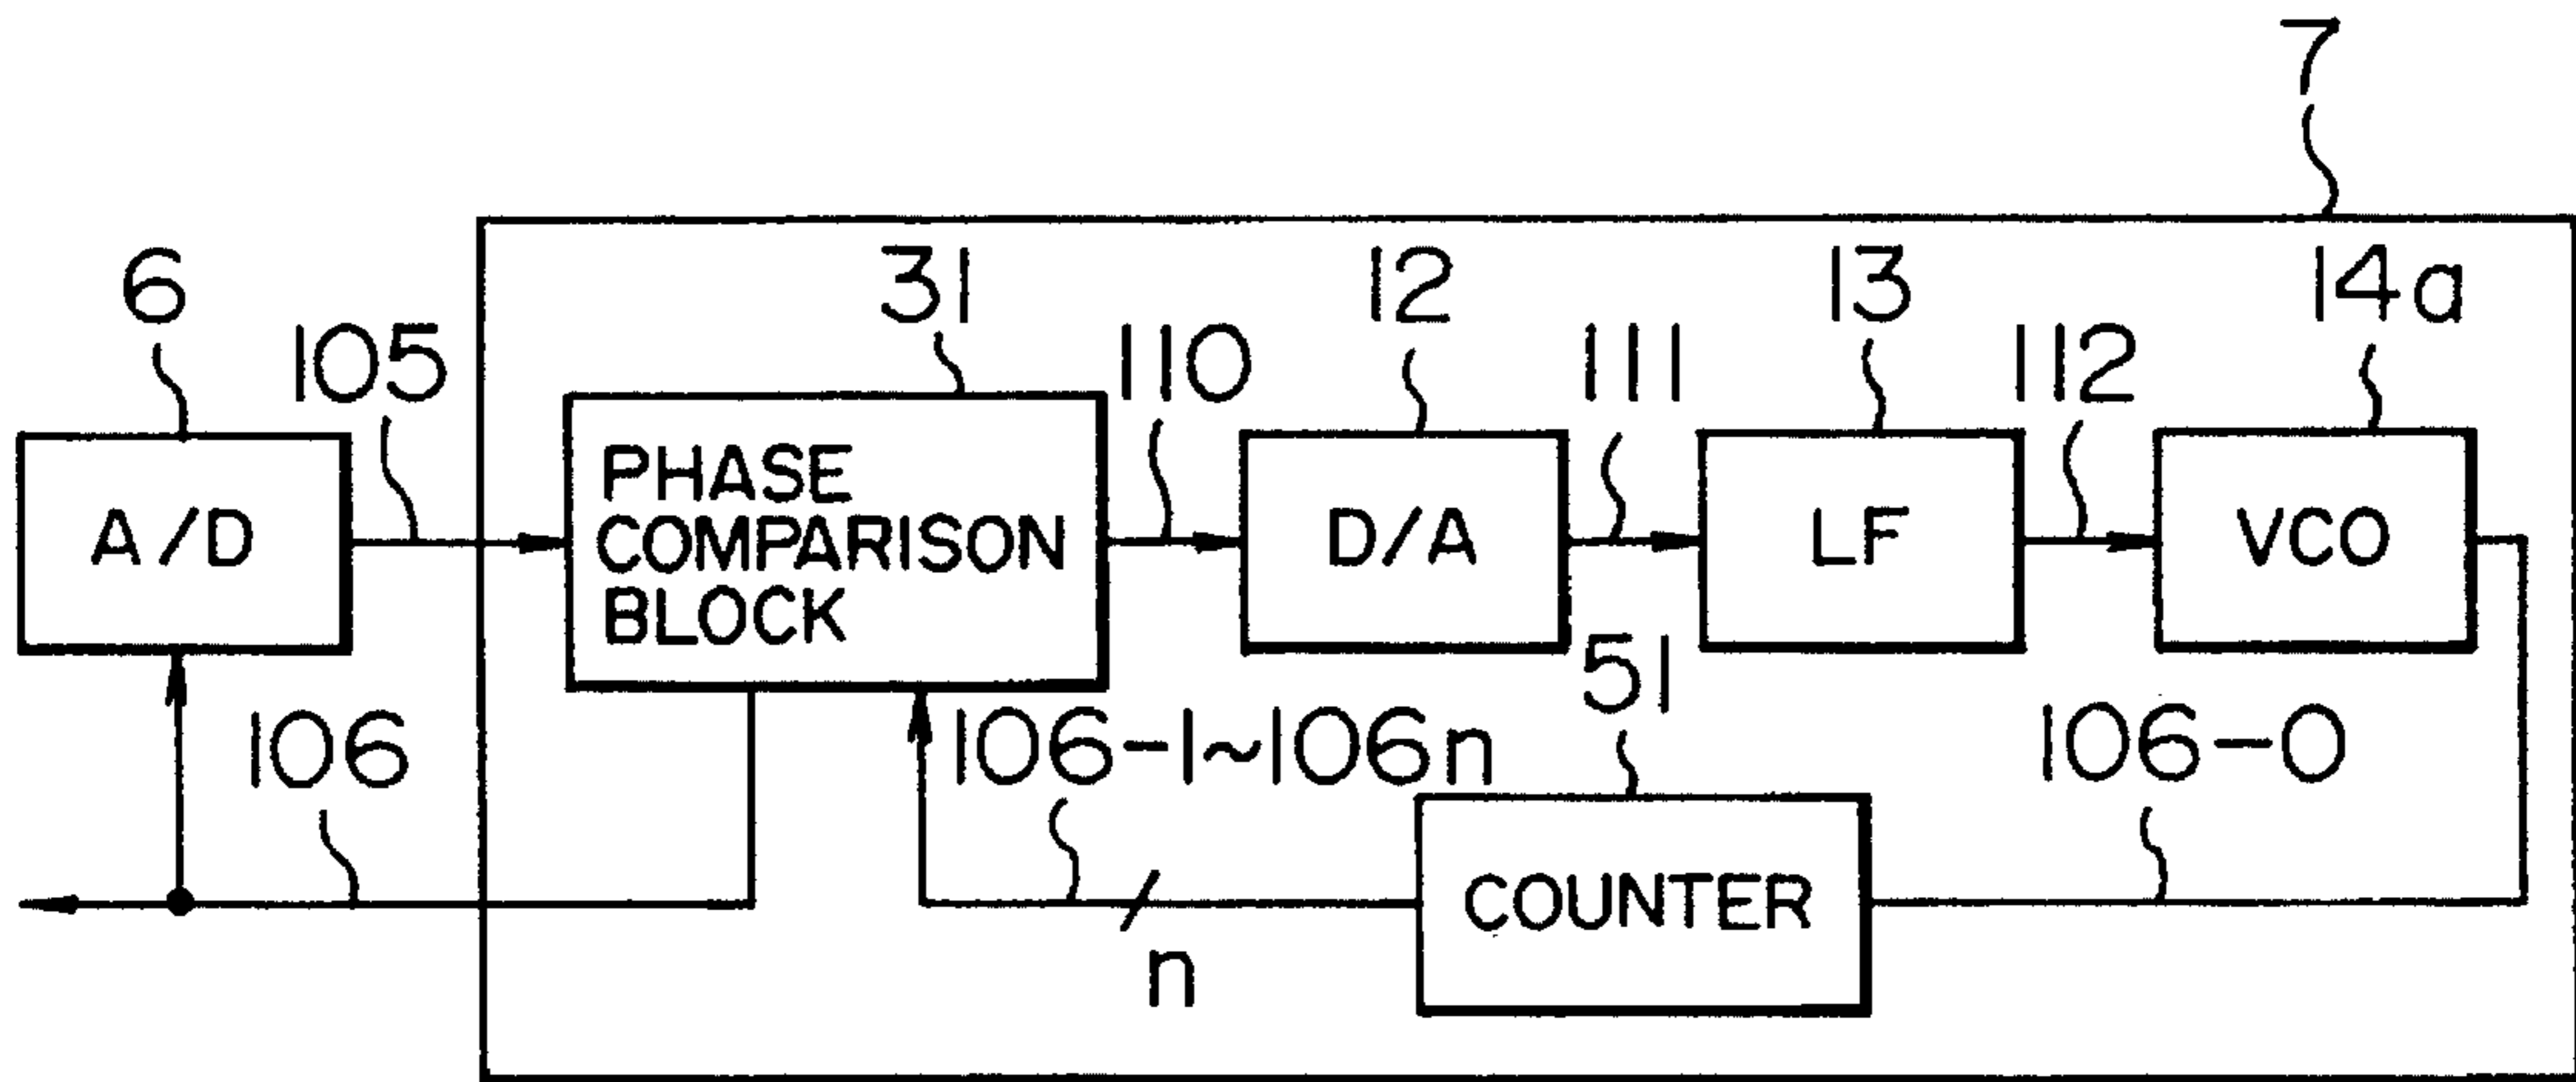 7
6
105
31
110
12
111
13
112
14a
A/D
PHASE
COMPARISON
BLOCK
D/A
LF
VCO
106
106-1~106n
n
51
COUNTER
106-0